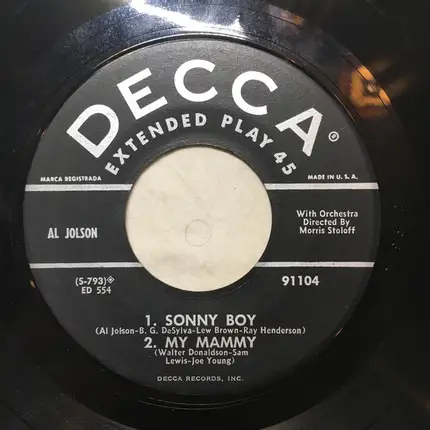 DECCA®
EXTENDED PLAY 45
MARCA REGISTRADA
MADE IN U.S.A.
AL JOLSON
With Orchestra
Directed By
Morris Stoloff
(5-793)
ED 554
91104
1. SONNY BOY
(Al Jolson-B. G. DeSylva-Lew Brown-Ray Henderson)
2. MY MAMMY
(Walter Donaldson-Sam
Lewis-Joe Young)
DECCA RECORDS, INC.